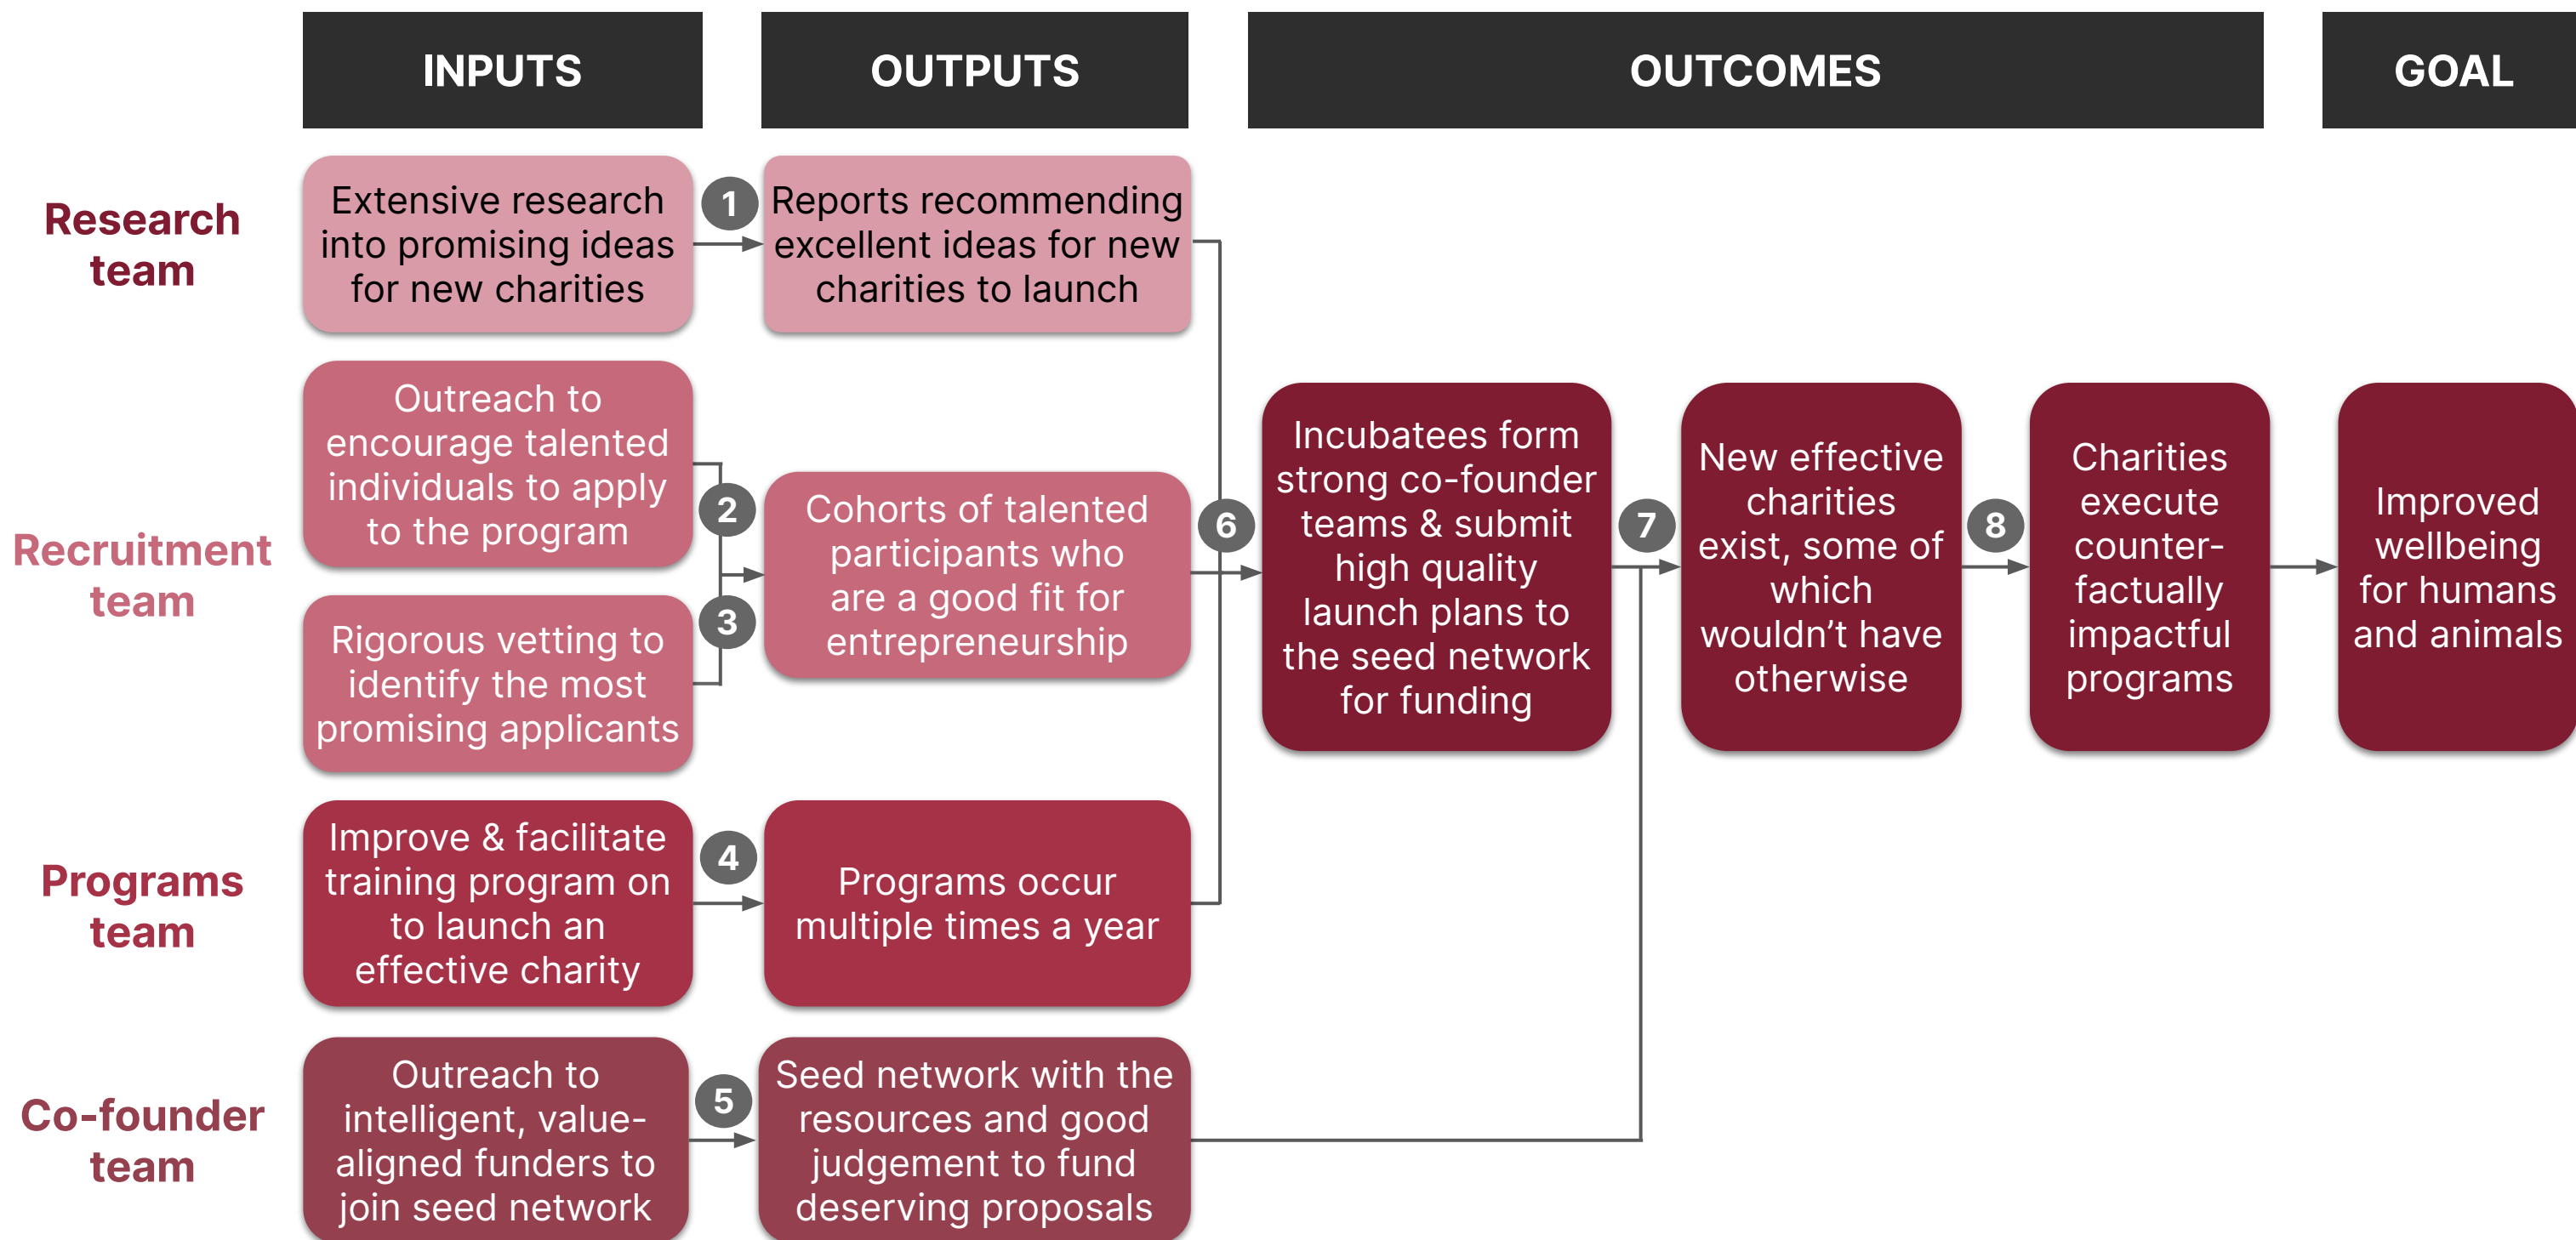 INPUTS
OUTPUTS
OUTCOMES
GOAL
Research
team
Extensive research
into promising ideas
for new charities
1
Reports recommending
excellent ideas for new
charities to launch
Recruitment
team
Outreach to
encourage talented
individuals to apply
to the program
2
Rigorous vetting to
identify the most
promising applicants
3
Cohorts of talented
participants who
are a good fit for
entrepreneurship
6
Incubatees form
strong co-founder
teams & submit
high quality
launch plans to
the seed network
for funding
7
New effective
charities
exist, some of
which
wouldn't have
otherwise
8
Charities
execute
counter-
factually
impactful
programs
Improved
wellbeing
for humans
and animals
Programs
team
Improve & facilitate
training program on
to launch an
effective charity
4
Programs occur
multiple times a year
Co-founder
team
Outreach to
intelligent, value-
aligned funders to
join seed network
5
Seed network with the
resources and good
judgement to fund
deserving proposals